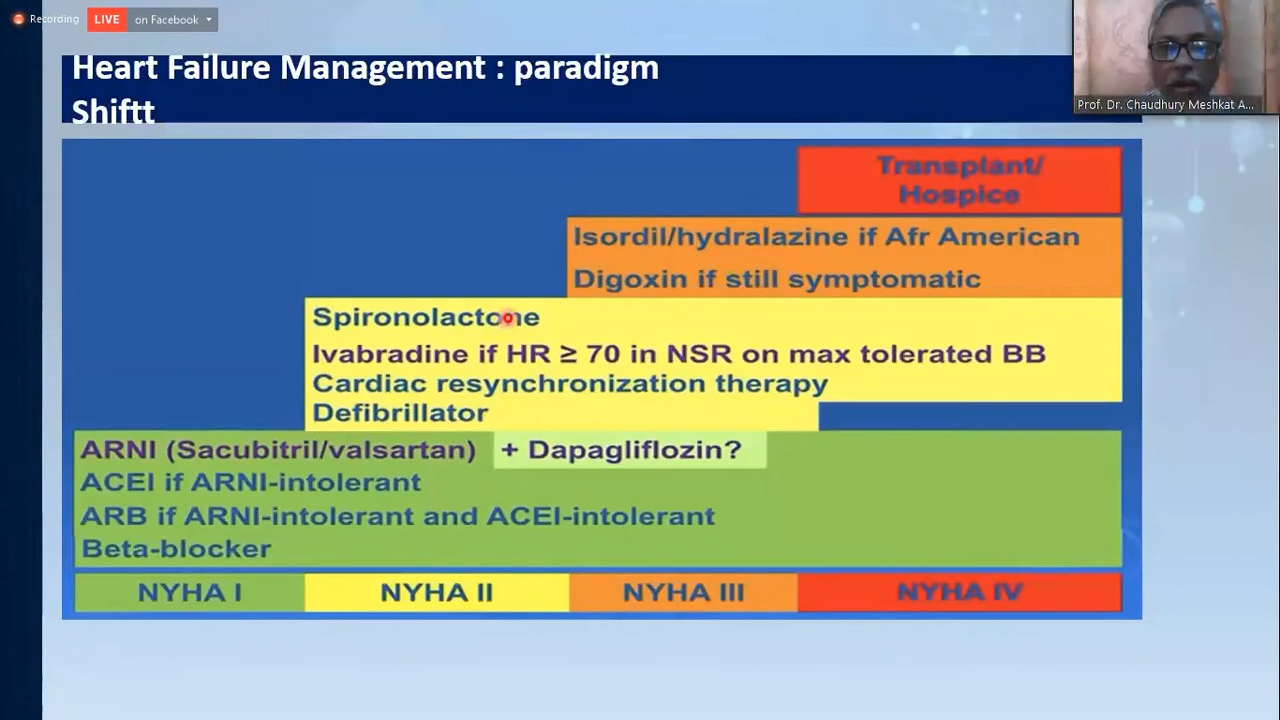 Recording
LIVE on Facebook
Heart Failure Management : paradigm
Shiftt
Prof. Dr. Chaudhury Meshkat A...
Transplant/
Hospice
Isordil/hydralazine if Afr American
Digoxin if still symptomatic
Spironolactone
Ivabradine if HR ≥ 70 in NSR on max tolerated BB
Cardiac resynchronization therapy
Defibrillator
ARNI (Sacubitril/valsartan) + Dapagliflozin?
ACEI if ARNI-intolerant
ARB if ARNI-intolerant and ACEI-intolerant
Beta-blocker
NYHA I NYHA II NYHA III NYHA IV